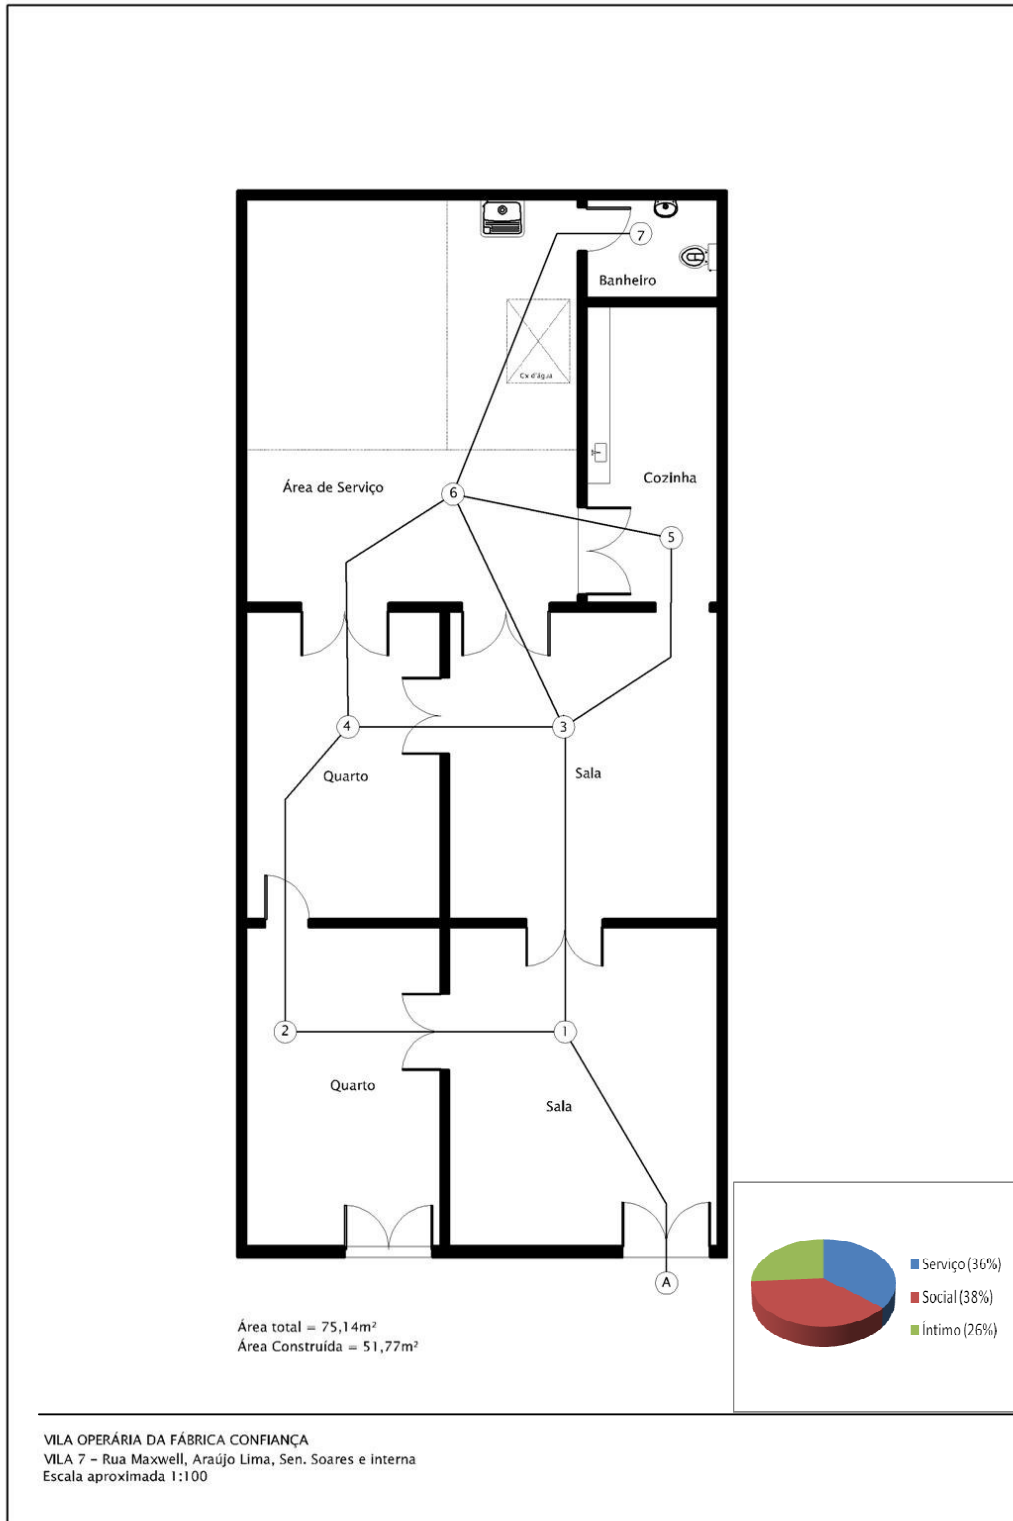 7
Banheiro
Cx d'água
Cozinha
Área de Serviço
6
5
4
3
Quarto
Sala
2
1
Quarto
Sala
A
Serviço (36%)
Social (38%)
Íntimo (26%)
Área total = 75,14m²
Área Construída = 51,77m²
VILA OPERÁRIA DA FÁBRICA CONFIANÇA
VILA 7 – Rua Maxwell, Araújo Lima, Sen. Soares e interna
Escala aproximada 1:100